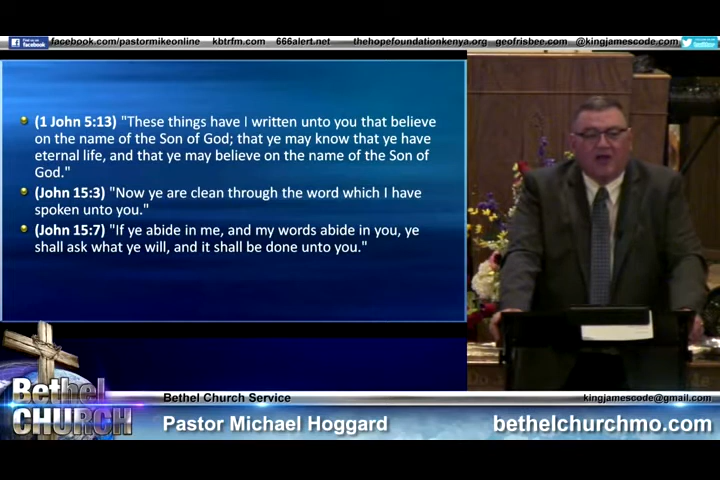 Find us on facebook
facebook.com/pastormikeonline kbtrfm.com 666alert.net thehopefoundationkenya.org geofrisbee.com @kingjamescode.com
(1 John 5:13) "These things have I written unto you that believe
on the name of the Son of God; that ye may know that ye have
eternal life, and that ye may believe on the name of the Son of
God."
(John 15:3) "Now ye are clean through the word which I have
spoken unto you."
(John 15:7) "If ye abide in me, and my words abide in you, ye
shall ask what ye will, and it shall be done unto you."
Bethel
CHURCH
Bethel Church Service
kingjamescode@gmail.com
Pastor Michael Hoggard
bethelchurchmo.com